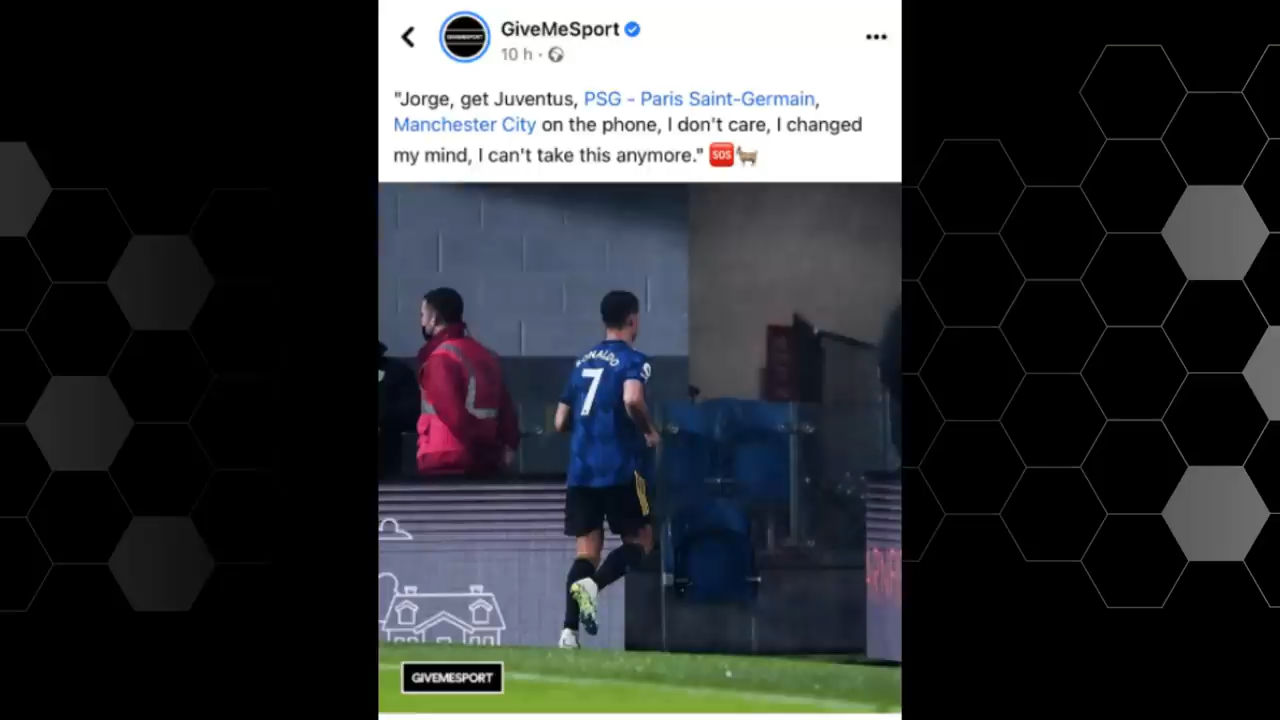 GiveMeSport
10 h ·
"Jorge, get Juventus, PSG - Paris Saint-Germain,
Manchester City on the phone, I don't care, I changed
my mind, I can't take this anymore." 🆘🐐
RONALDO
7
GIVEMESPORT